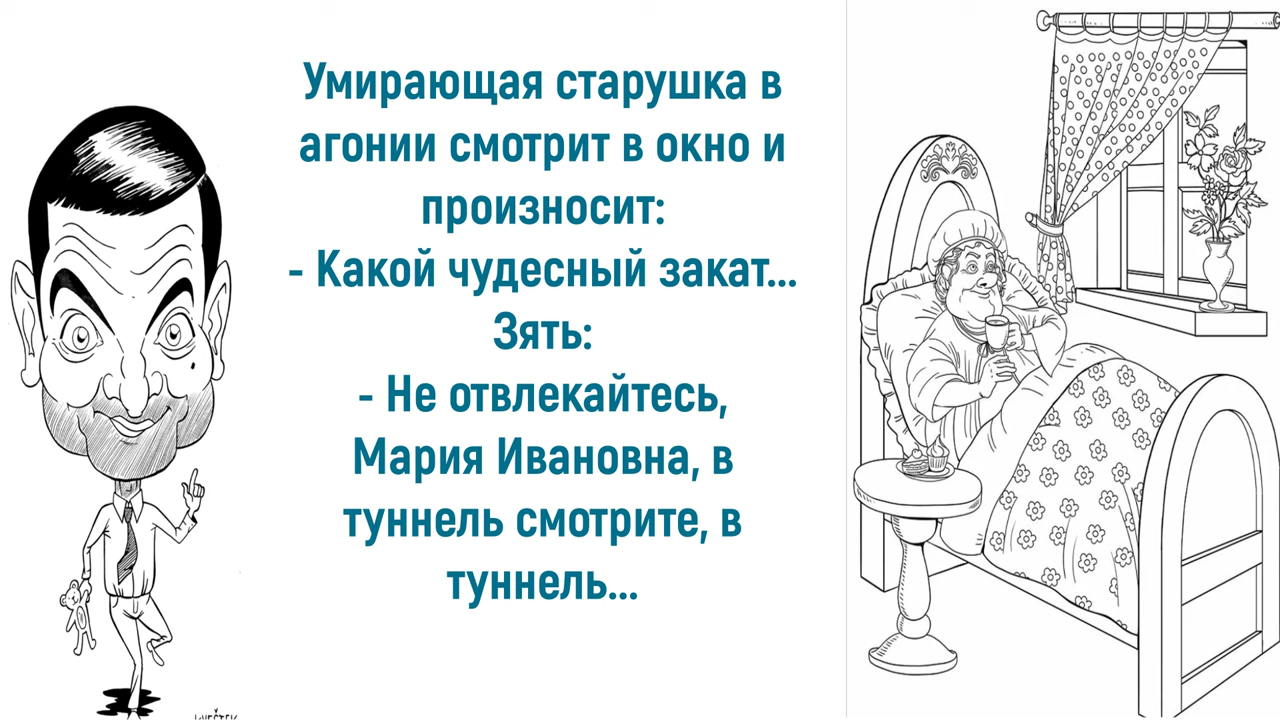 Умирающая старушка в
агонии смотрит в окно и
произносит:
- Какой чудесный закат...
Зять:
- Не отвлекайтесь,
Мария Ивановна, в
туннель смотрите, в
туннель...